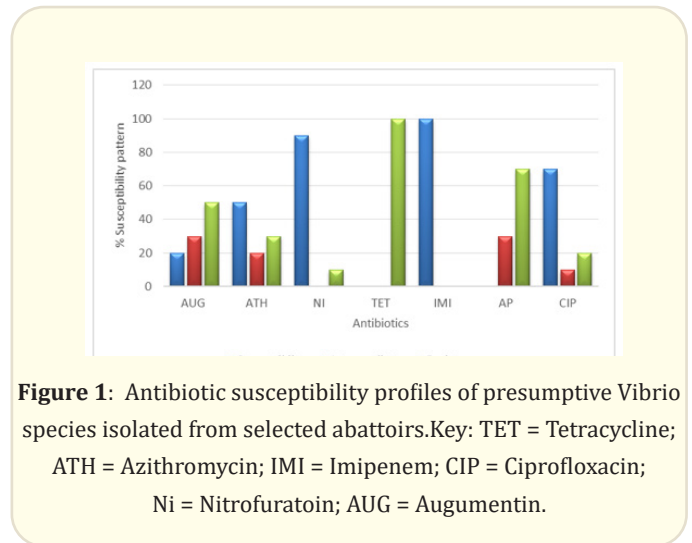 120
100
80
60
40
20
0
% Susceptibility pattern
AUG ATH NI TET IMI AP CIP
Antibiotics
Figure 1: Antibiotic susceptibility profiles of presumptive Vibrio
species isolated from selected abattoirs.Key: TET = Tetracycline;
ATH = Azithromycin; IMI = Imipenem; CIP = Ciprofloxacin;
Ni = Nitrofuratoin; AUG = Augumentin.